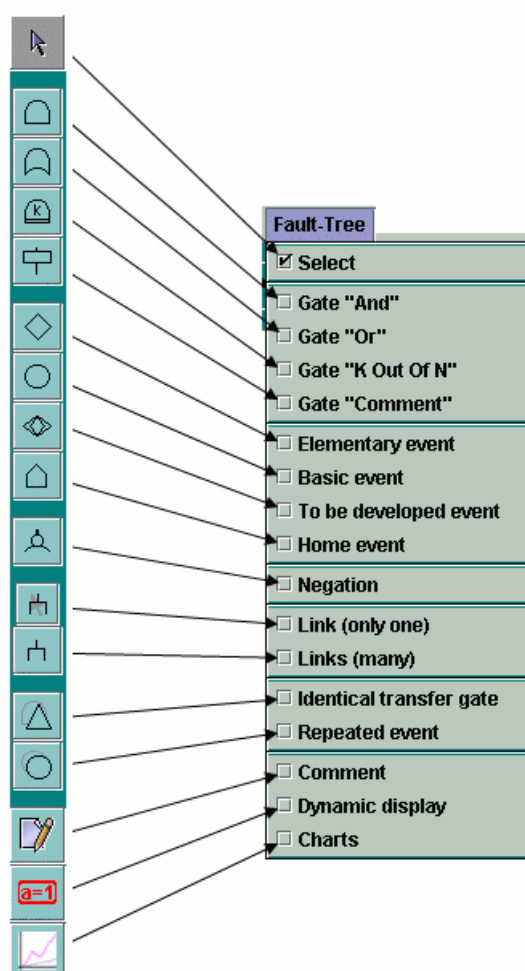 K
a=1
Fault-Tree
Select
Gate "And"
Gate "Or"
Gate "K Out Of N"
Gate "Comment"
Elementary event
Basic event
To be developed event
Home event
Negation
Link (only one)
Links (many)
Identical transfer gate
Repeated event
Comment
Dynamic display
Charts